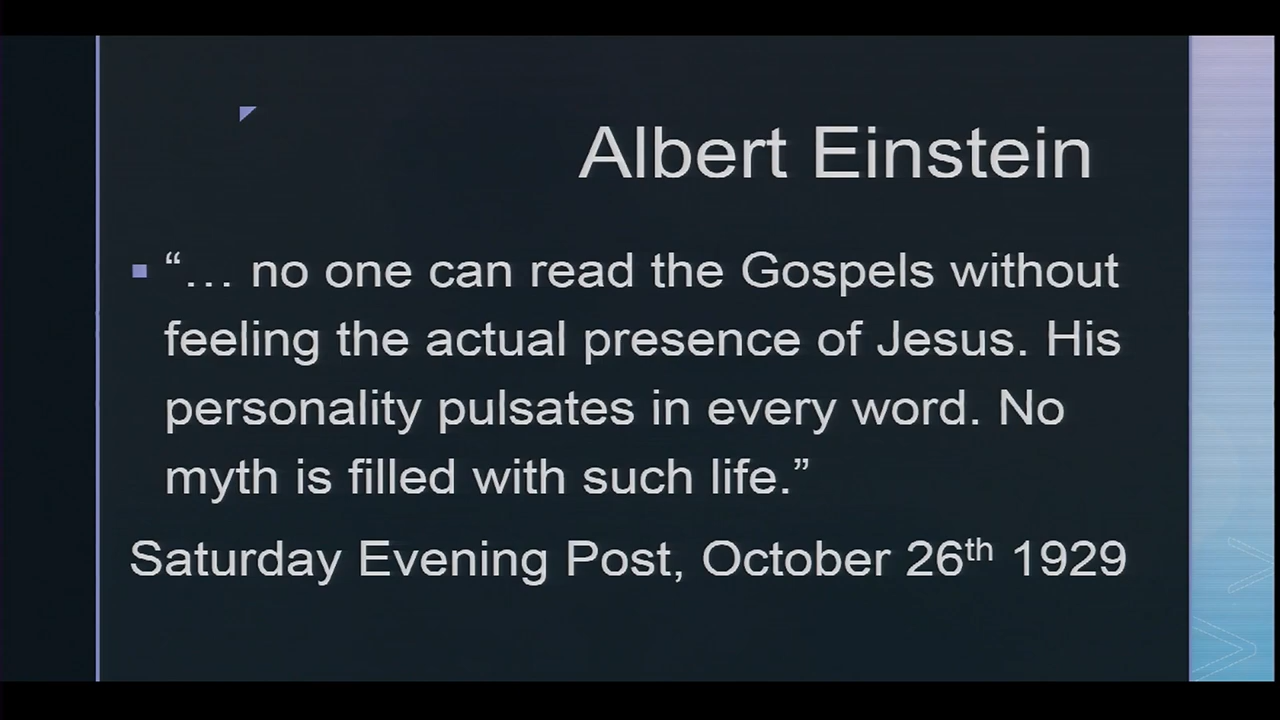 Albert Einstein
“… no one can read the Gospels without
feeling the actual presence of Jesus. His
personality pulsates in every word. No
myth is filled with such life.”
Saturday Evening Post, October 26th 1929